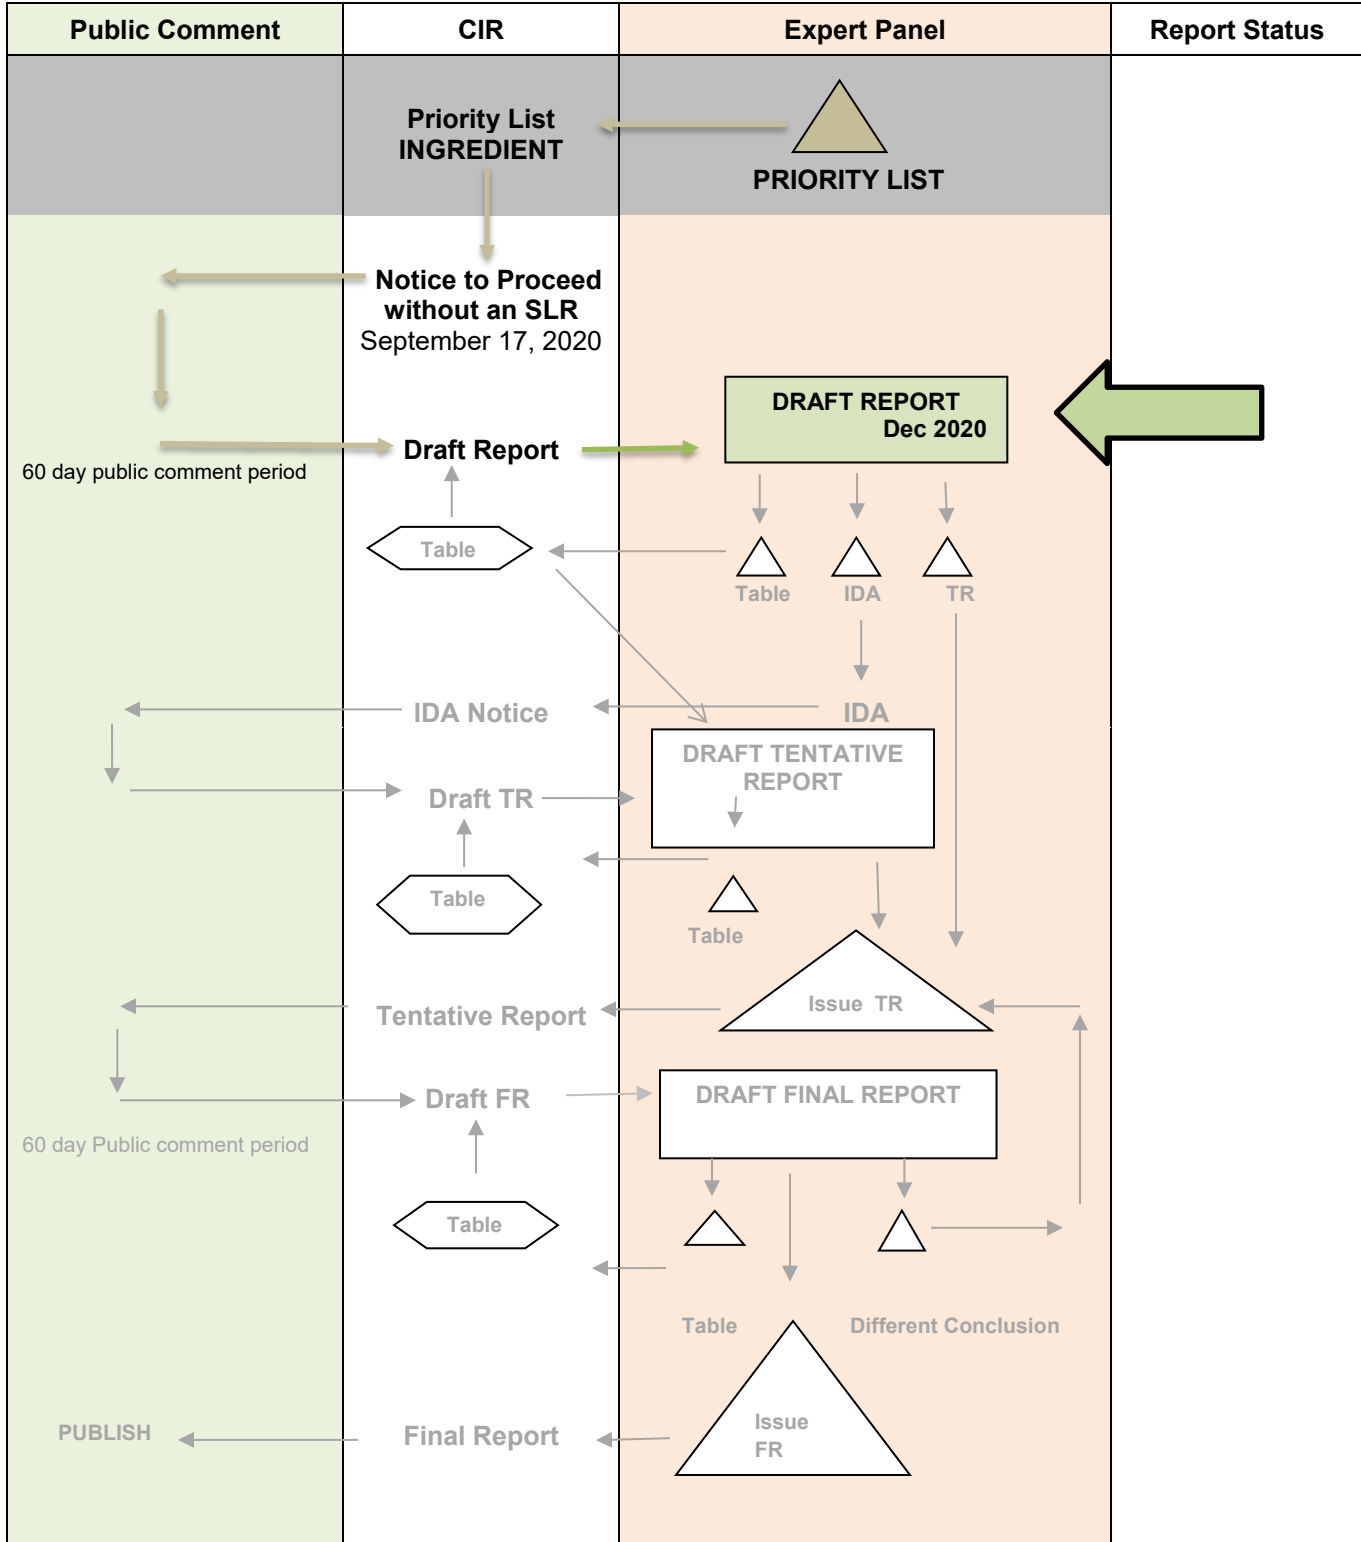 Public Comment
CIR
Expert Panel
Report Status
Priority List
INGREDIENT
PRIORITY LIST
Notice to Proceed
without an SLR
September 17, 2020
DRAFT REPORT
Dec 2020
Draft Report
60 day public comment period
Table
Table
IDA
TR
IDA Notice
IDA
DRAFT TENTATIVE
REPORT
Draft TR
Table
Table
Issue TR
Tentative Report
Draft FR
DRAFT FINAL REPORT
60 day Public comment period
Table
Table
Different Conclusion
Issue
FR
PUBLISH
Final Report